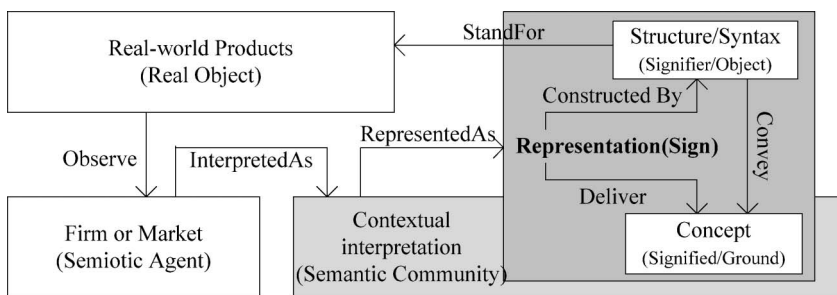 StandFor
Real-world Products
(Real Object)
Structure/Syntax
(Signifier/Object)
Constructed By
Observe
InterpretedAs
RepresentedAs
Representation(Sign)
Convey
Deliver
Firm or Market
(Semiotic Agent)
Contextual
interpretation
(Semantic Community)
Concept
(Signified/Ground)